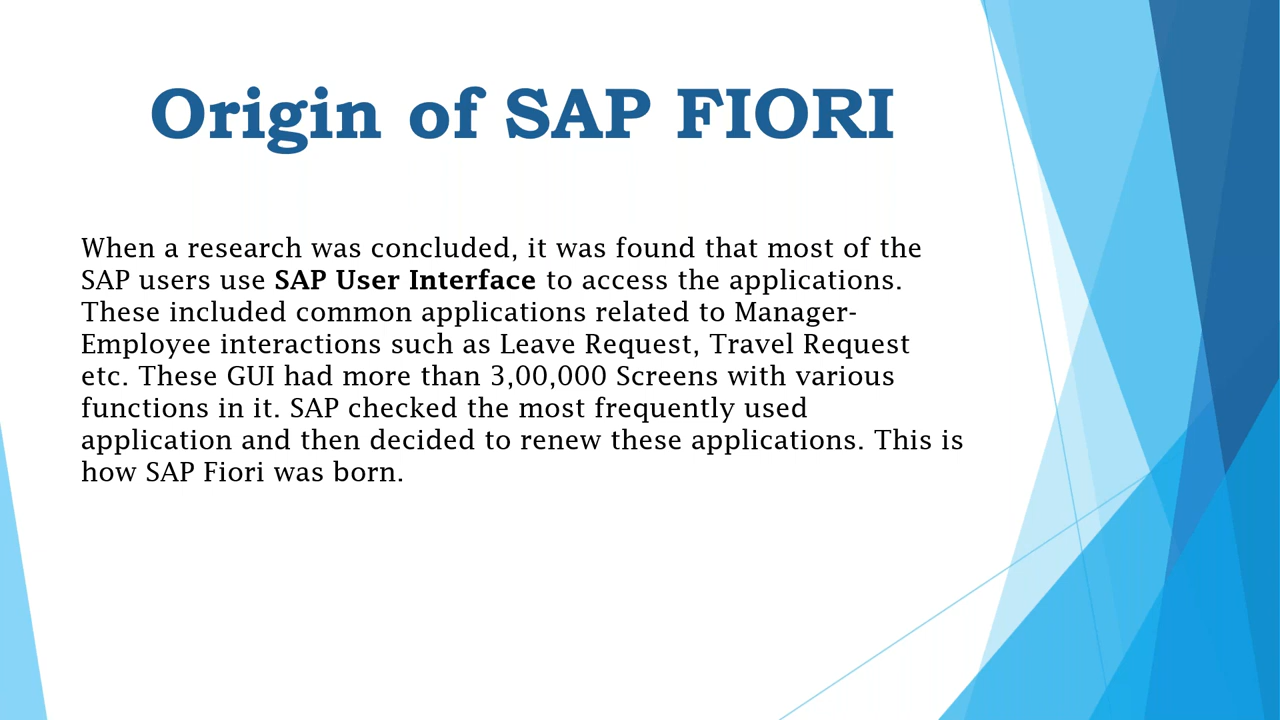 Origin of SAP FIORI
When a research was concluded, it was found that most of the
SAP users use SAP User Interface to access the applications.
These included common applications related to Manager-
Employee interactions such as Leave Request, Travel Request
etc. These GUI had more than 3,00,000 Screens with various
functions in it. SAP checked the most frequently used
application and then decided to renew these applications. This is
how SAP Fiori was born.